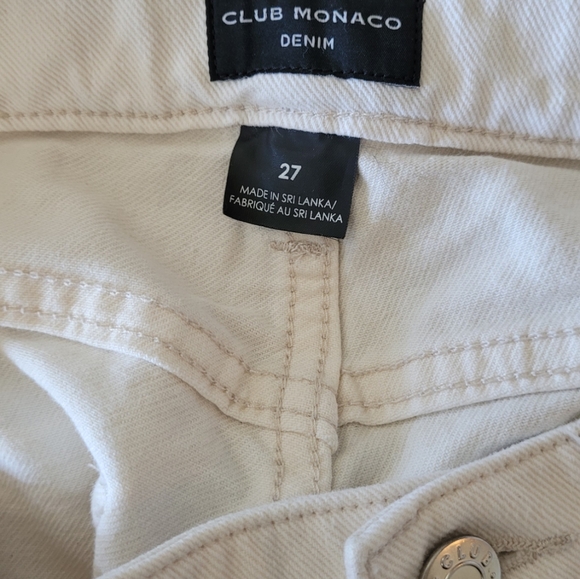 CLUB MONACO
DENIM
27
MADE IN SRI LANKA/
FABRIQUÉ AU SRI LANKA